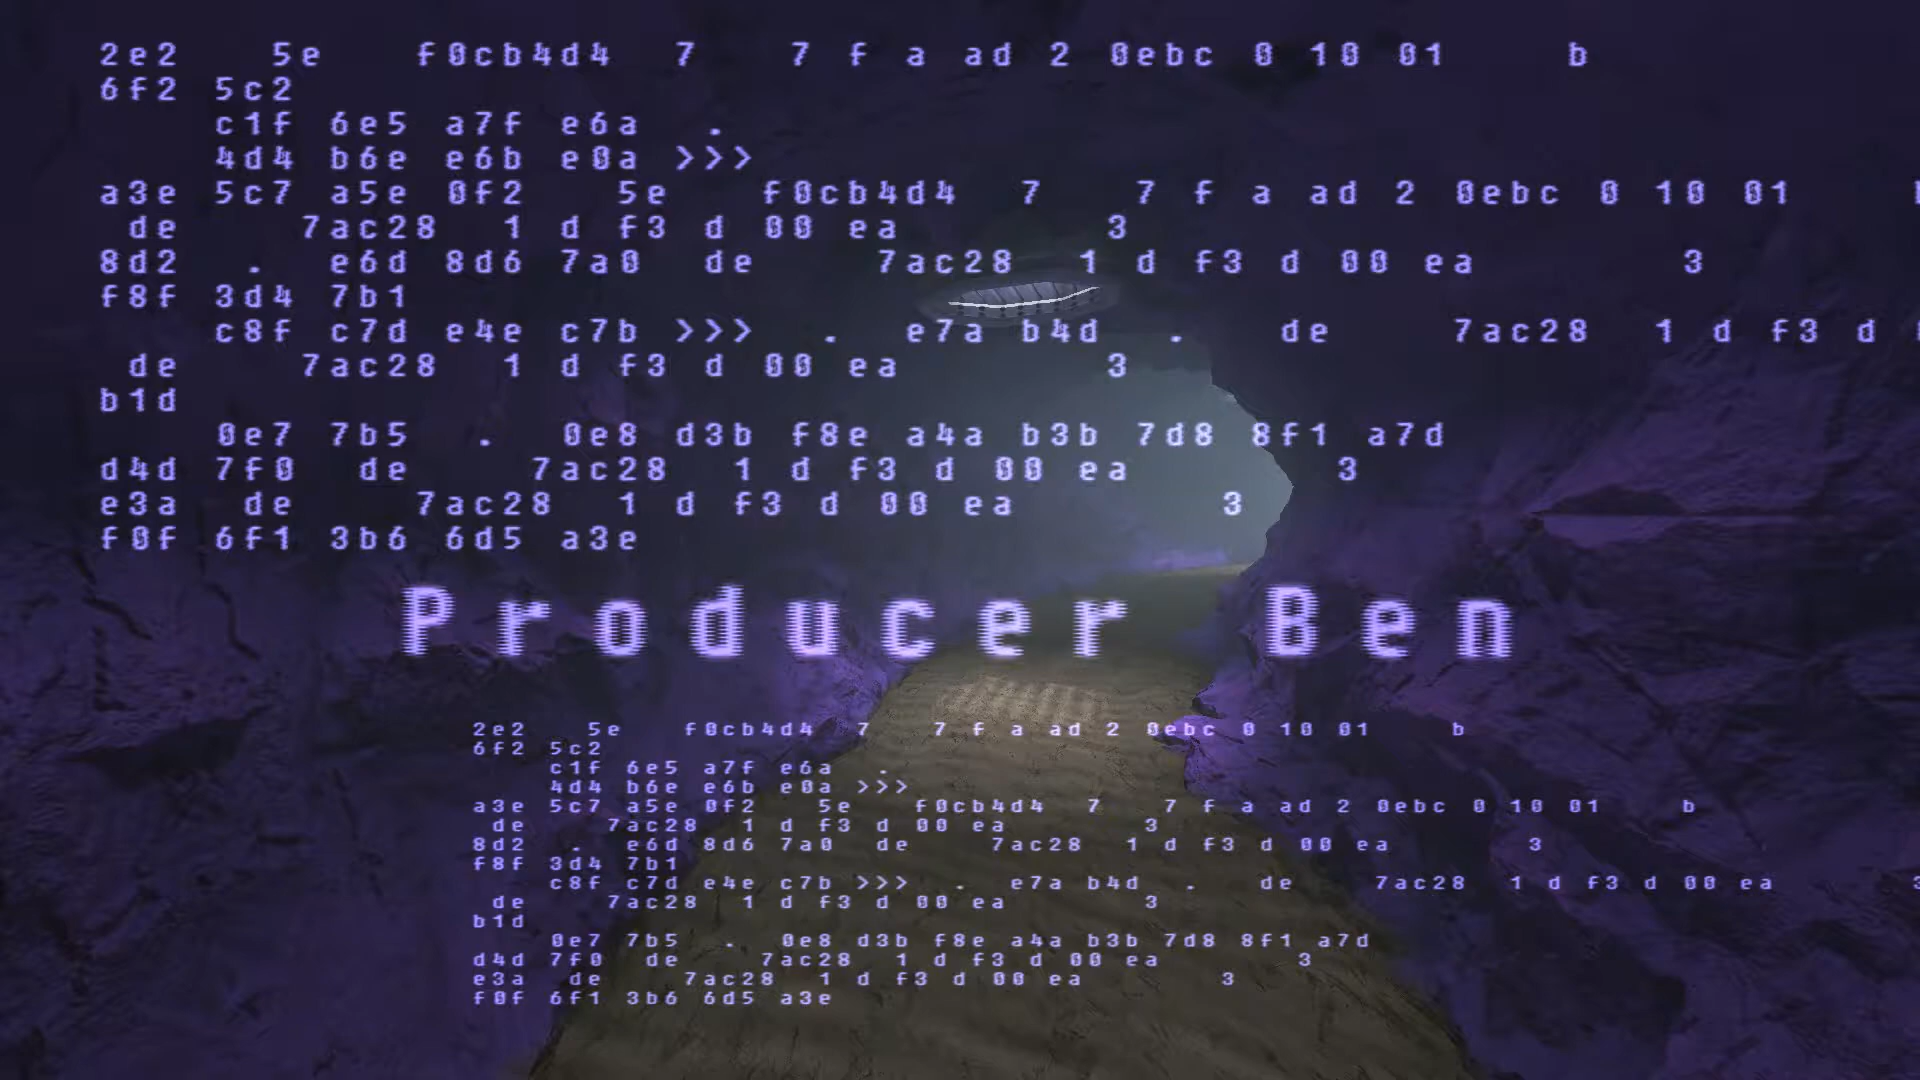 2e2 5e f0cb4d4 7 7 f a ad 2 0ebc 0 10 01 b
6f2 5c2
c1f 6e5 a7f e6a .
4d4 b6e e6b e0a >>>
a3e 5c7 a5e 0f2 5e f0cb4d4 7 7 f a ad 2 0ebc 0 10 01
de 7ac28 1 d f3 d 00 ea 3
8d2 . e6d 8d6 7a0 de 7ac28 1 d f3 d 00 ea 3
f8f 3d4 7b1
c8f c7d e4e c7b >>> . e7a b4d . de 7ac28 1 d f3 d
de 7ac28 1 d f3 d 00 ea 3
b1d
0e7 7b5 . 0e8 d3b f8e a4a b3b 7d8 8f1 a7d
d4d 7f0 de 7ac28 1 d f3 d 00 ea 3
e3a de 7ac28 1 d f3 d 00 ea 3
f0f 6f1 3b6 6d5 a3e
Producer Ben
2e2 5e f0cb4d4 7 7 f a ad 2 0ebc 0 10 01 b
6f2 5c2
c1f 6e5 a7f e6a .
4d4 b6e e6b e0a >>>
a3e 5c7 a5e 0f2 5e f0cb4d4 7 7 f a ad 2 0ebc 0 10 01 b
de 7ac28 1 d f3 d 00 ea 3
8d2 . e6d 8d6 7a0 de 7ac28 1 d f3 d 00 ea 3
f8f 3d4 7b1
c8f c7d e4e c7b >>> . e7a b4d . de 7ac28 1 d f3 d 00 ea 3
de 7ac28 1 d f3 d 00 ea 3
b1d
0e7 7b5 . 0e8 d3b f8e a4a b3b 7d8 8f1 a7d
d4d 7f0 de 7ac28 1 d f3 d 00 ea 3
e3a de 7ac28 1 d f3 d 00 ea 3
f0f 6f1 3b6 6d5 a3e